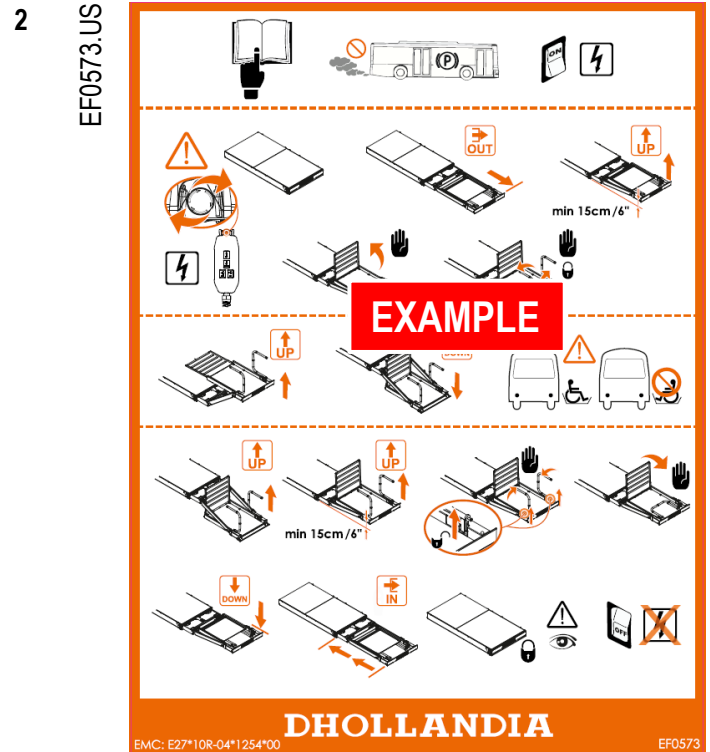 2
EF0573.US
(P)
ON
OUT
UP
min 15cm/6"
EXAMPLE
UP
DOWN
UP
UP
min 15cm/6"
DOWN
IN
OFF
DHOLLANDIA
EMC: E27*10R-04*1254*00
EF0573